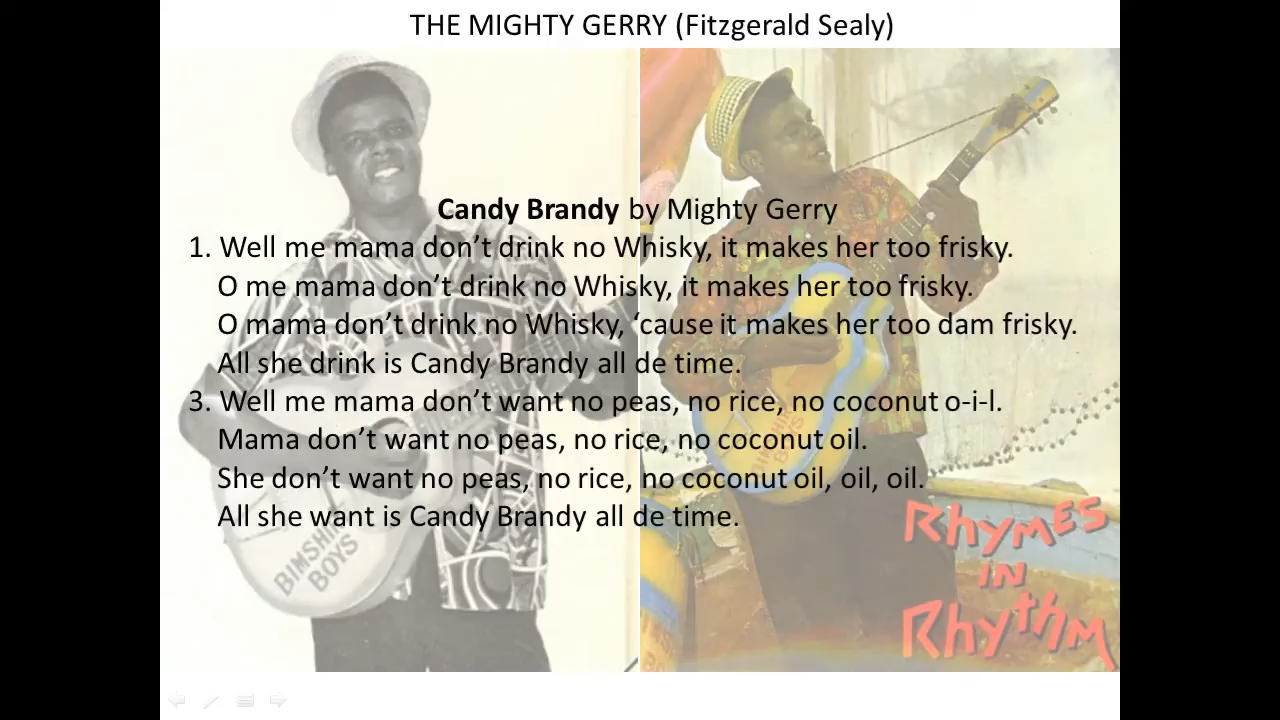 THE MIGHTY GERRY (Fitzgerald Sealy)
Candy Brandy by Mighty Gerry
1. Well me mama don’t drink no Whisky, it makes her too frisky.
O me mama don’t drink no Whisky, it makes her too frisky.
O mama don’t drink no Whisky, ‘cause it makes her too dam frisky.
All she drink is Candy Brandy all de time.
3. Well me mama don’t want no peas, no rice, no coconut o-i-l.
Mama don’t want no peas, no rice, no coconut oil.
She don’t want no peas, no rice, no coconut oil, oil, oil.
All she want is Candy Brandy all de time.
BIMSHIRE
BOYS
BOYS
RhyMES
IN
RhythM